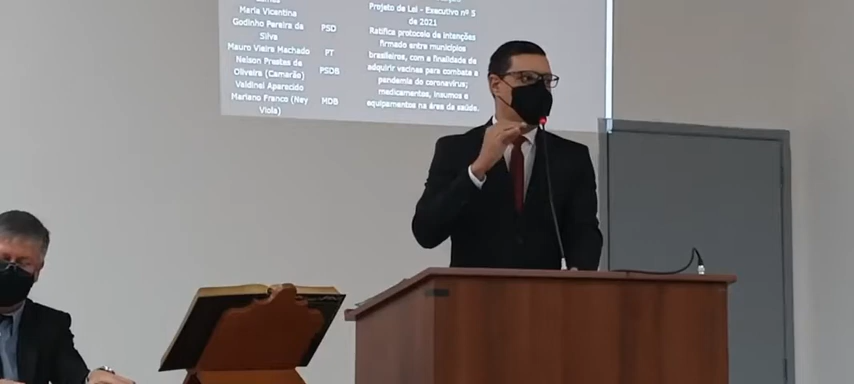 Maria Vicentina
Godinho Pereira da
Silva
PSD
Mauro Vieira Machado
PT
Nelson Prestes de
Oliveira (Camarão)
PSDB
Valdinei Aparecido
Mariano Franco (Ney
Viola)
MDB
Projeto de Lei - Executivo nº 5
de 2021
Ratifica protocolo de intenções
firmado entre municípios
brasileiros, com a finalidade de
adquirir vacinas para combate a
pandemia do coronavírus;
medicamentos, insumos e
equipamentos na área da saúde.